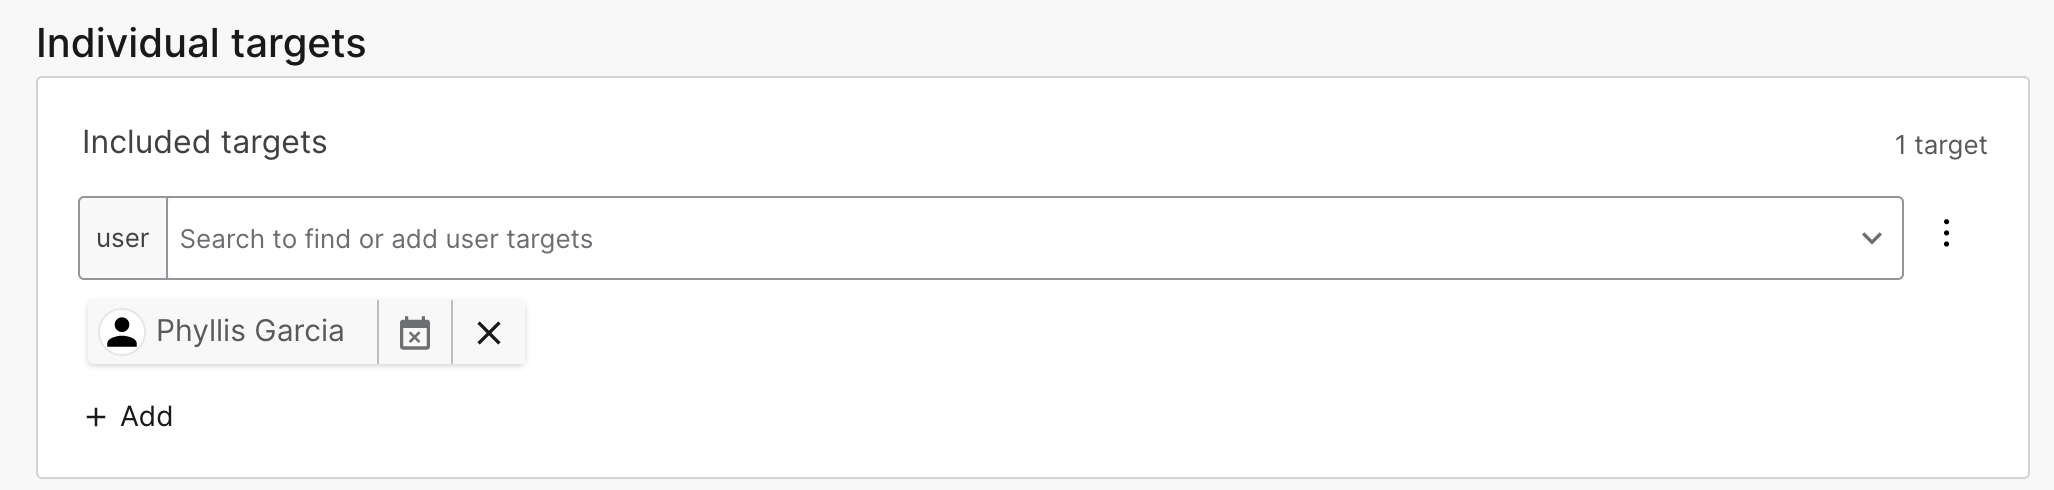 Individual targets
Included targets
1 target
user
Search to find or add user targets
Phyllis Garcia
+ Add